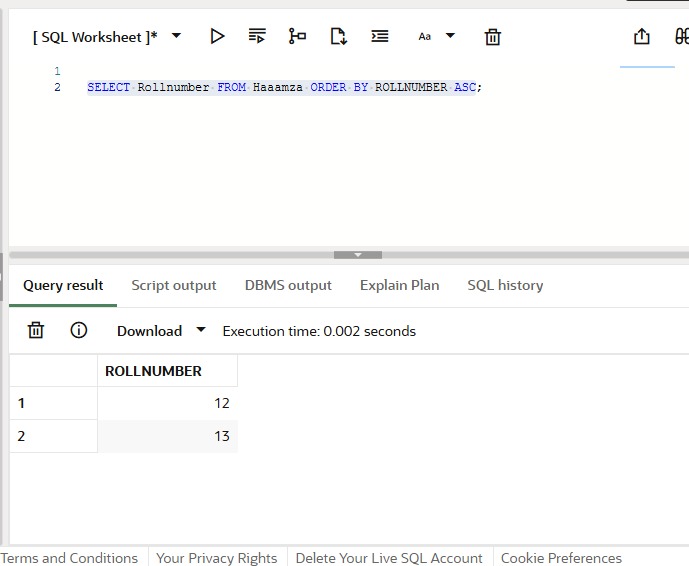 [ SQL Worksheet ]*
Aa
1
2 SELECT Rollnumber FROM Haaamza ORDER BY ROLLNUMBER ASC;
Query result Script output DBMS output Explain Plan SQL history
Download Execution time: 0.002 seconds
ROLLNUMBER
1 12
2 13
Terms and Conditions Your Privacy Rights Delete Your Live SQL Account Cookie Preferences